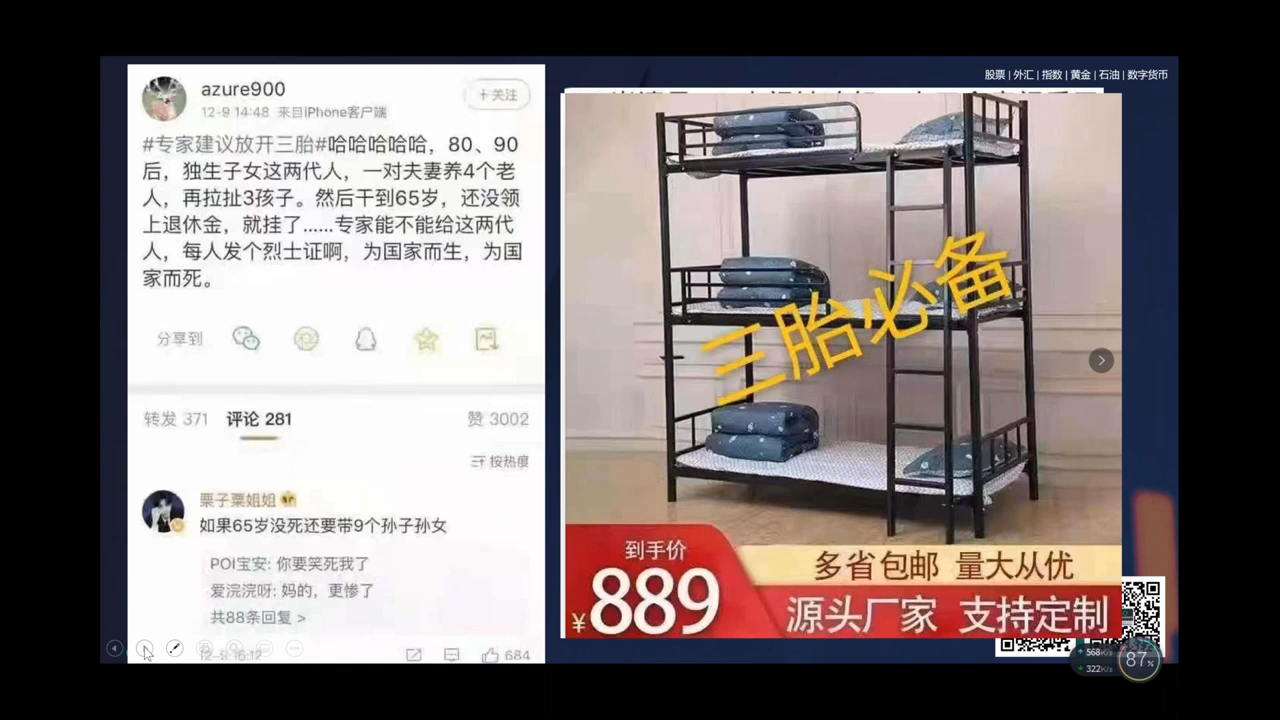 股票 | 外汇 | 指数 | 黄金 | 石油 | 数字货币
azure900
+关注
12-9 14:48 来自iPhone客户端
#专家建议放开三胎#哈哈哈哈哈，80、90
后，独生子女这两代人，一对夫妻养4个老
人，再拉扯3孩子。然后干到65岁，还没领
上退休金，就挂了……专家能不能给这两代
人，每人发个烈士证啊，为国家而生，为国
家而死。
分享到
转发 371 评论 281 赞 3002
按热度
栗子粟姐姐
如果65岁没死还要带9个孙子孙女
POI宝安: 你要笑死我了
爱浣浣呀: 妈的，更惨了
共88条回复 >
12-9 16:12
684
三胎必备
到手价
¥889
多省包邮 量大从优
源头厂家 支持定制
568K/s
322K/s
87%